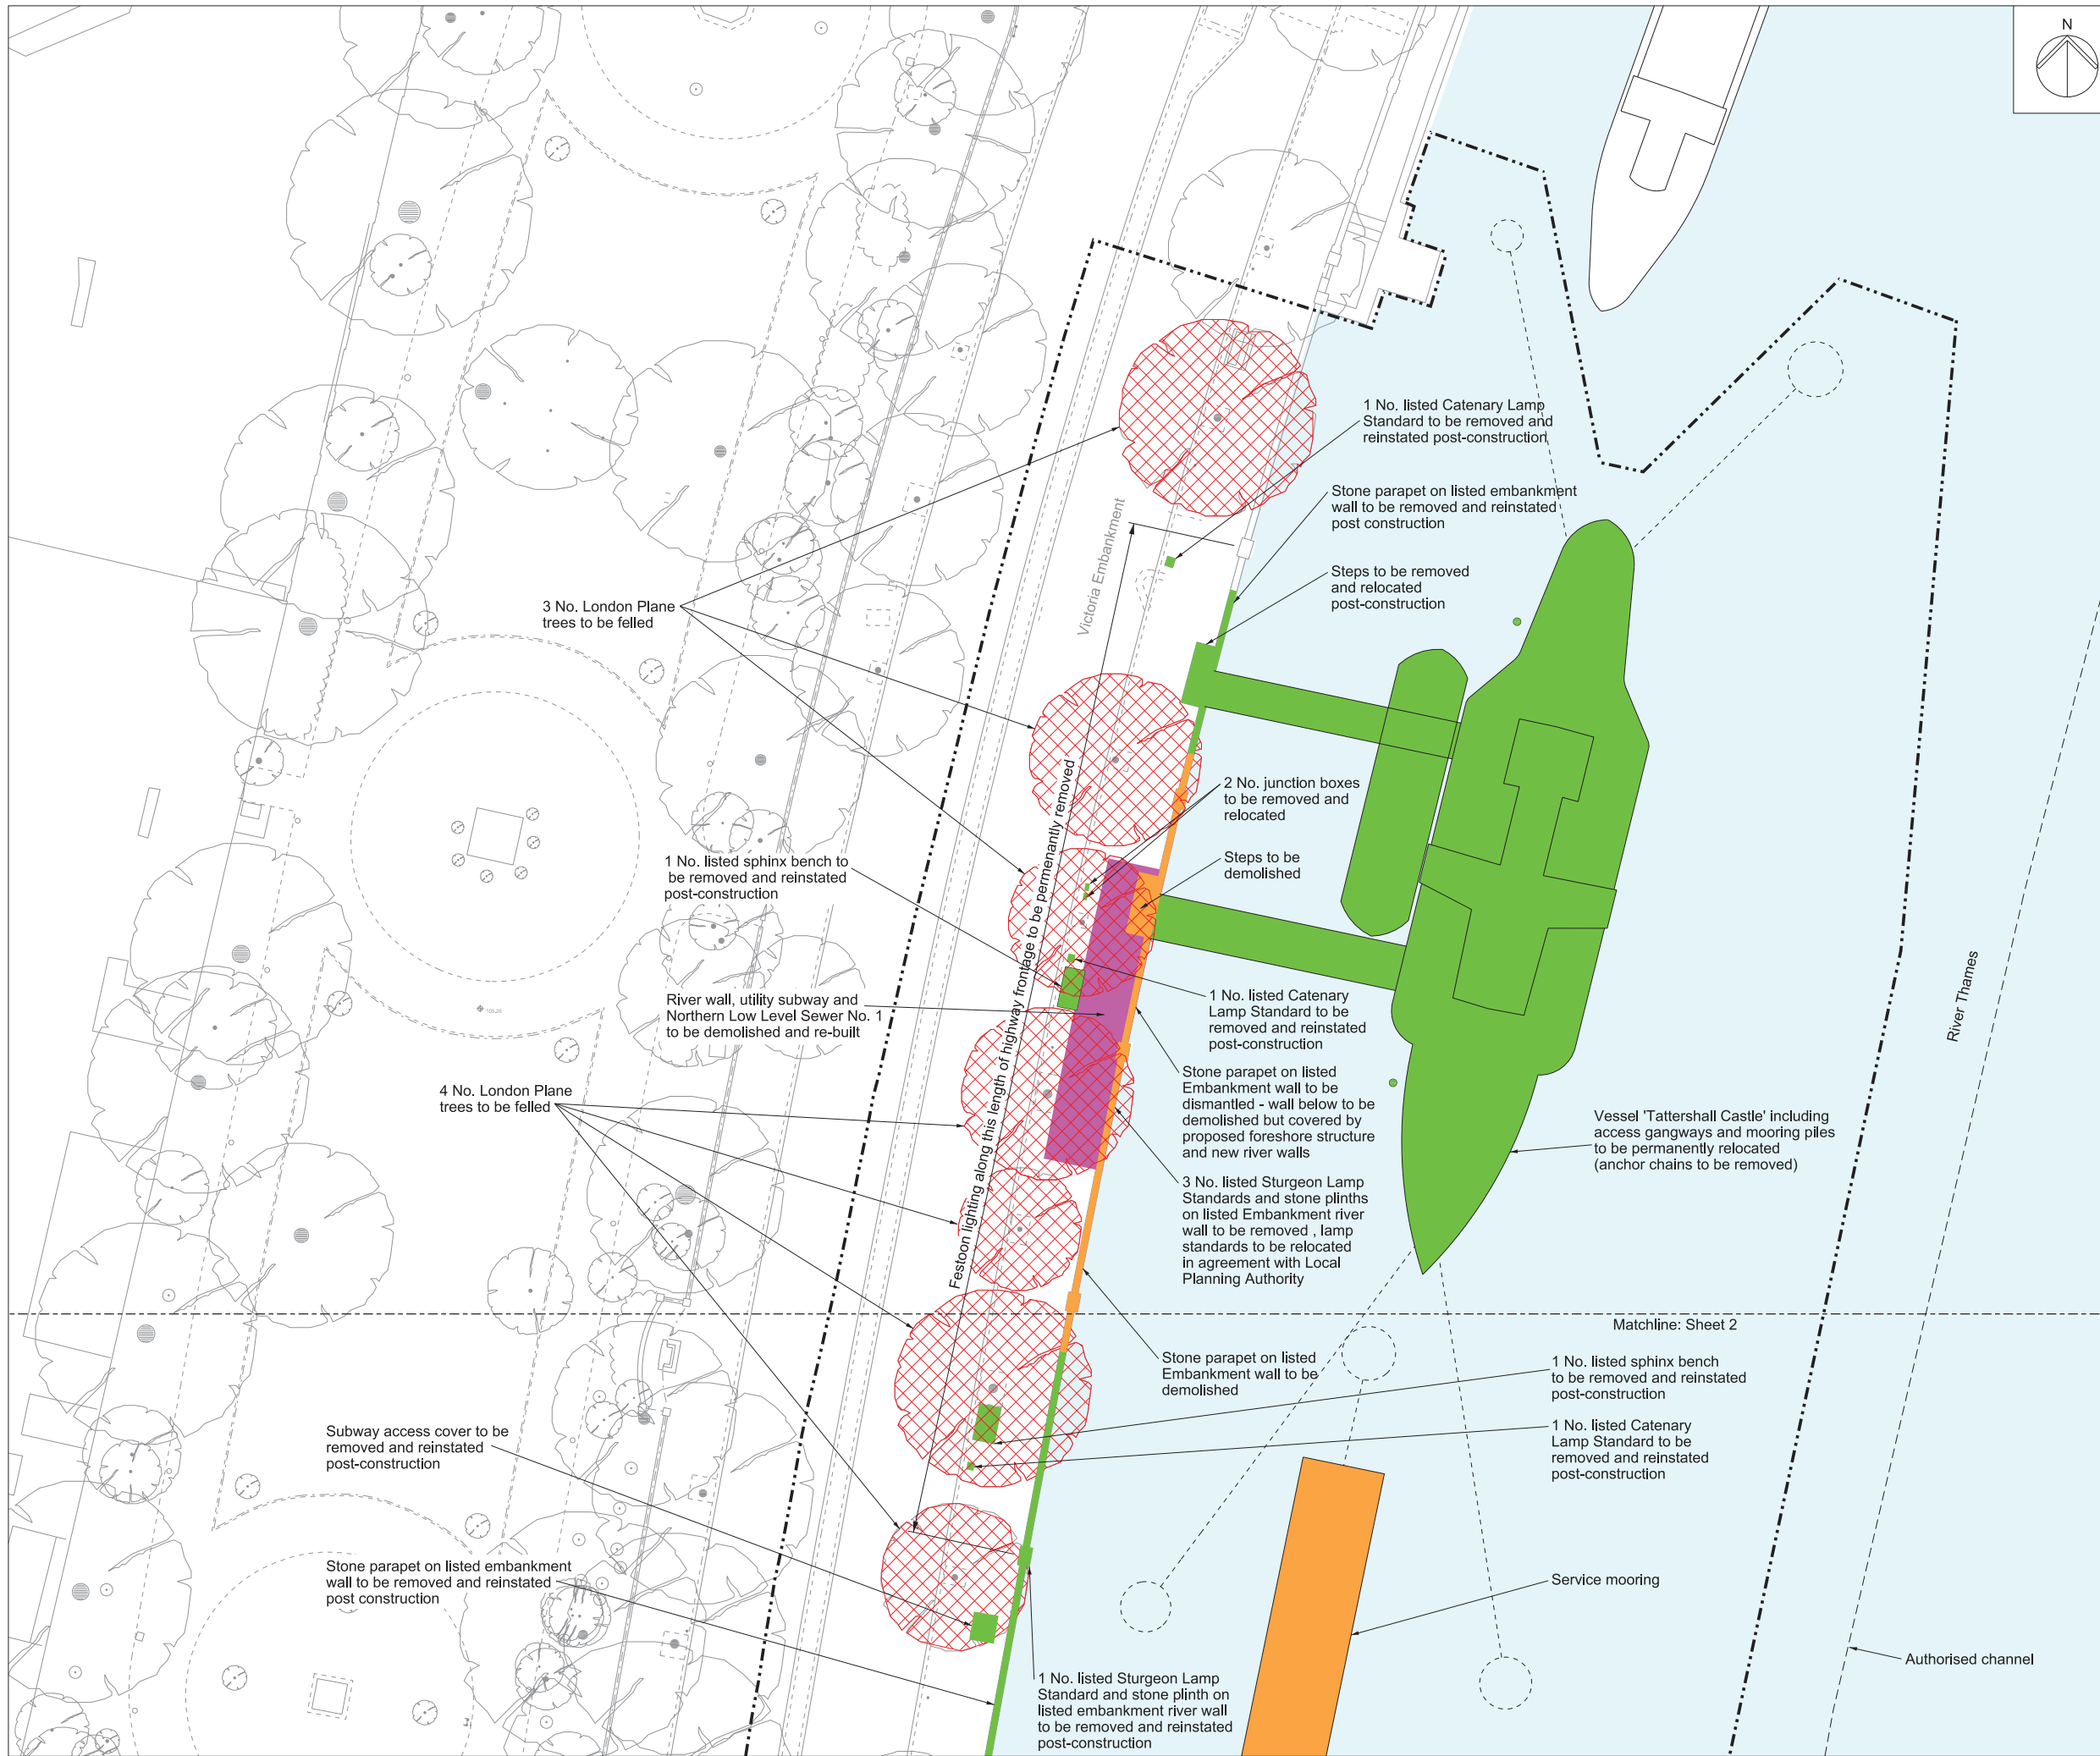 N
1 No. listed Catenary Lamp
Standard to be removed and
reinstated post-construction
Stone parapet on listed embankment
wall to be removed and reinstated
post construction
Victoria Embankment
Steps to be removed
and relocated
post-construction
3 No. London Plane
trees to be felled
2 No. junction boxes
to be removed and
relocated
Festoon lighting along this length of highway frontage to be permenantly removed
1 No. listed sphinx bench to
be removed and reinstated
post-construction
Steps to be
demolished
River wall, utility subway and
Northern Low Level Sewer No. 1
to be demolished and re-built
1 No. listed Catenary
Lamp Standard to be
removed and reinstated
post-construction
River Thames
4 No. London Plane
trees to be felled
Stone parapet on listed
Embankment wall to be
dismantled - wall below to be
demolished but covered by
proposed foreshore structure
and new river walls
Vessel 'Tattershall Castle' including
access gangways and mooring piles
to be permanently relocated
(anchor chains to be removed)
3 No. listed Sturgeon Lamp
Standards and stone plinths
on listed Embankment river
wall to be removed , lamp
standards to be relocated
in agreement with Local
Planning Authority
Matchline: Sheet 2
Stone parapet on listed
Embankment wall to be
demolished
1 No. listed sphinx bench
to be removed and reinstated
post-construction
1 No. listed Catenary
Lamp Standard to be
removed and reinstated
post-construction
Subway access cover to be
removed and reinstated
post-construction
Stone parapet on listed embankment
wall to be removed and reinstated
post construction
Service mooring
Authorised channel
1 No. listed Sturgeon Lamp
Standard and stone plinth on
listed embankment river wall
to be removed and reinstated
post-construction